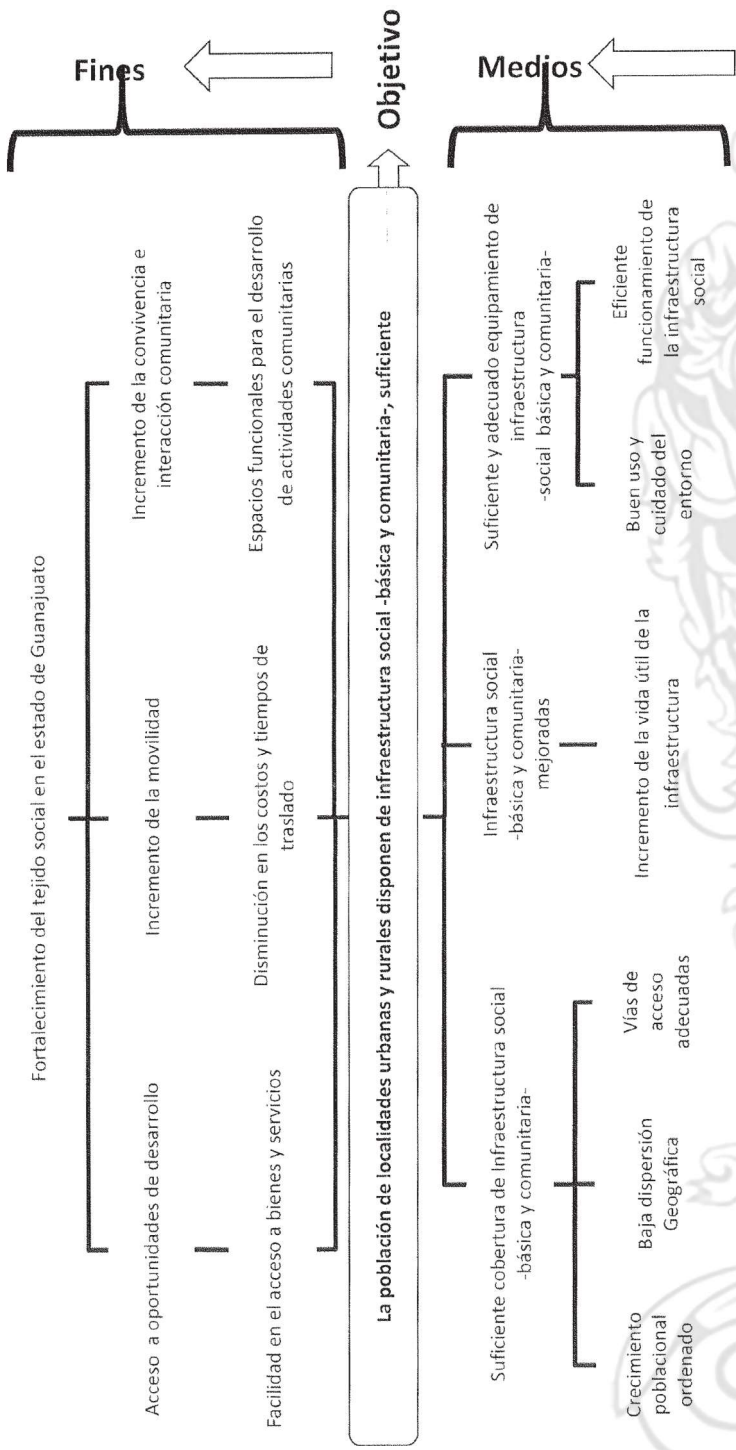 Fortalecimiento del tejido social en el estado de Guanajuato
Fines
Acceso a oportunidades de desarrollo
Incremento de la movilidad
Incremento de la convivencia e
interacción comunitaria
Facilidad en el acceso a bienes y servicios
Disminución en los costos y tiempos de
traslado
Espacios funcionales para el desarrollo
de actividades comunitarias
La población de localidades urbanas y rurales disponen de infraestructura social -básica y comunitaria-, suficiente
Objetivo
Suficiente cobertura de Infraestructura social
-básica y comunitaria-
Infraestructura social
-básica y comunitaria-
mejoradas
Suficiente y adecuado equipamiento de
infraestructura
-social básica y comunitaria-
Medios
Crecimiento
poblacional
ordenado
Baja dispersión
Geográfica
Vías de
acceso
adecuadas
Incremento de la vida útil de la
infraestructura
Buen uso y
cuidado del
entorno
Eficiente
funcionamiento de
la infraestructura
social